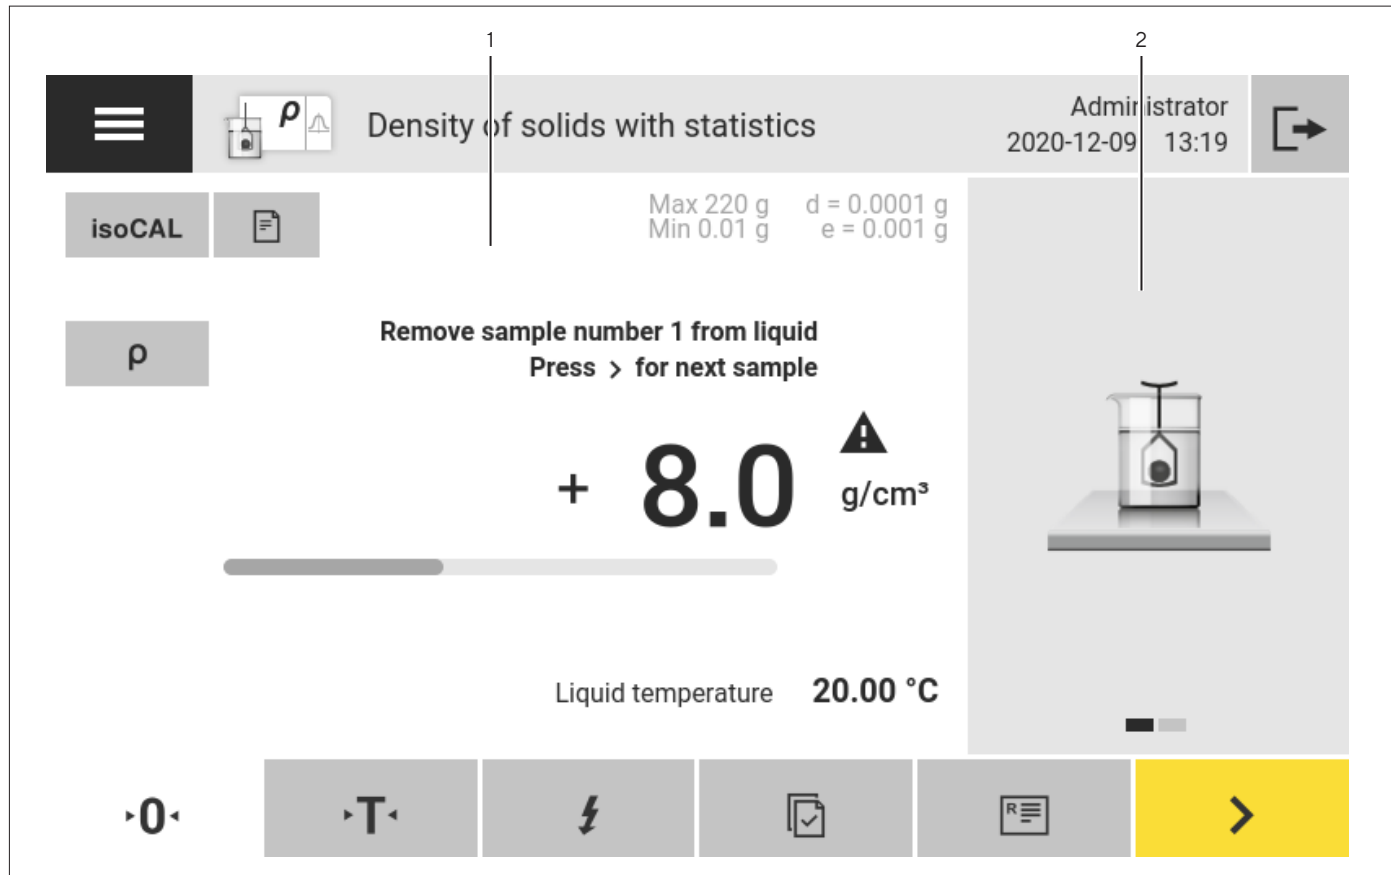 1 2
ρ Density of solids with statistics Administrator
2020-12-09 13:19
isoCAL Max 220 g d = 0.0001 g
Min 0.01 g e = 0.001 g
Remove sample number 1 from liquid
ρ Press > for next sample
+ 8.0 g/cm³
Liquid temperature 20.00 °C
0 T R